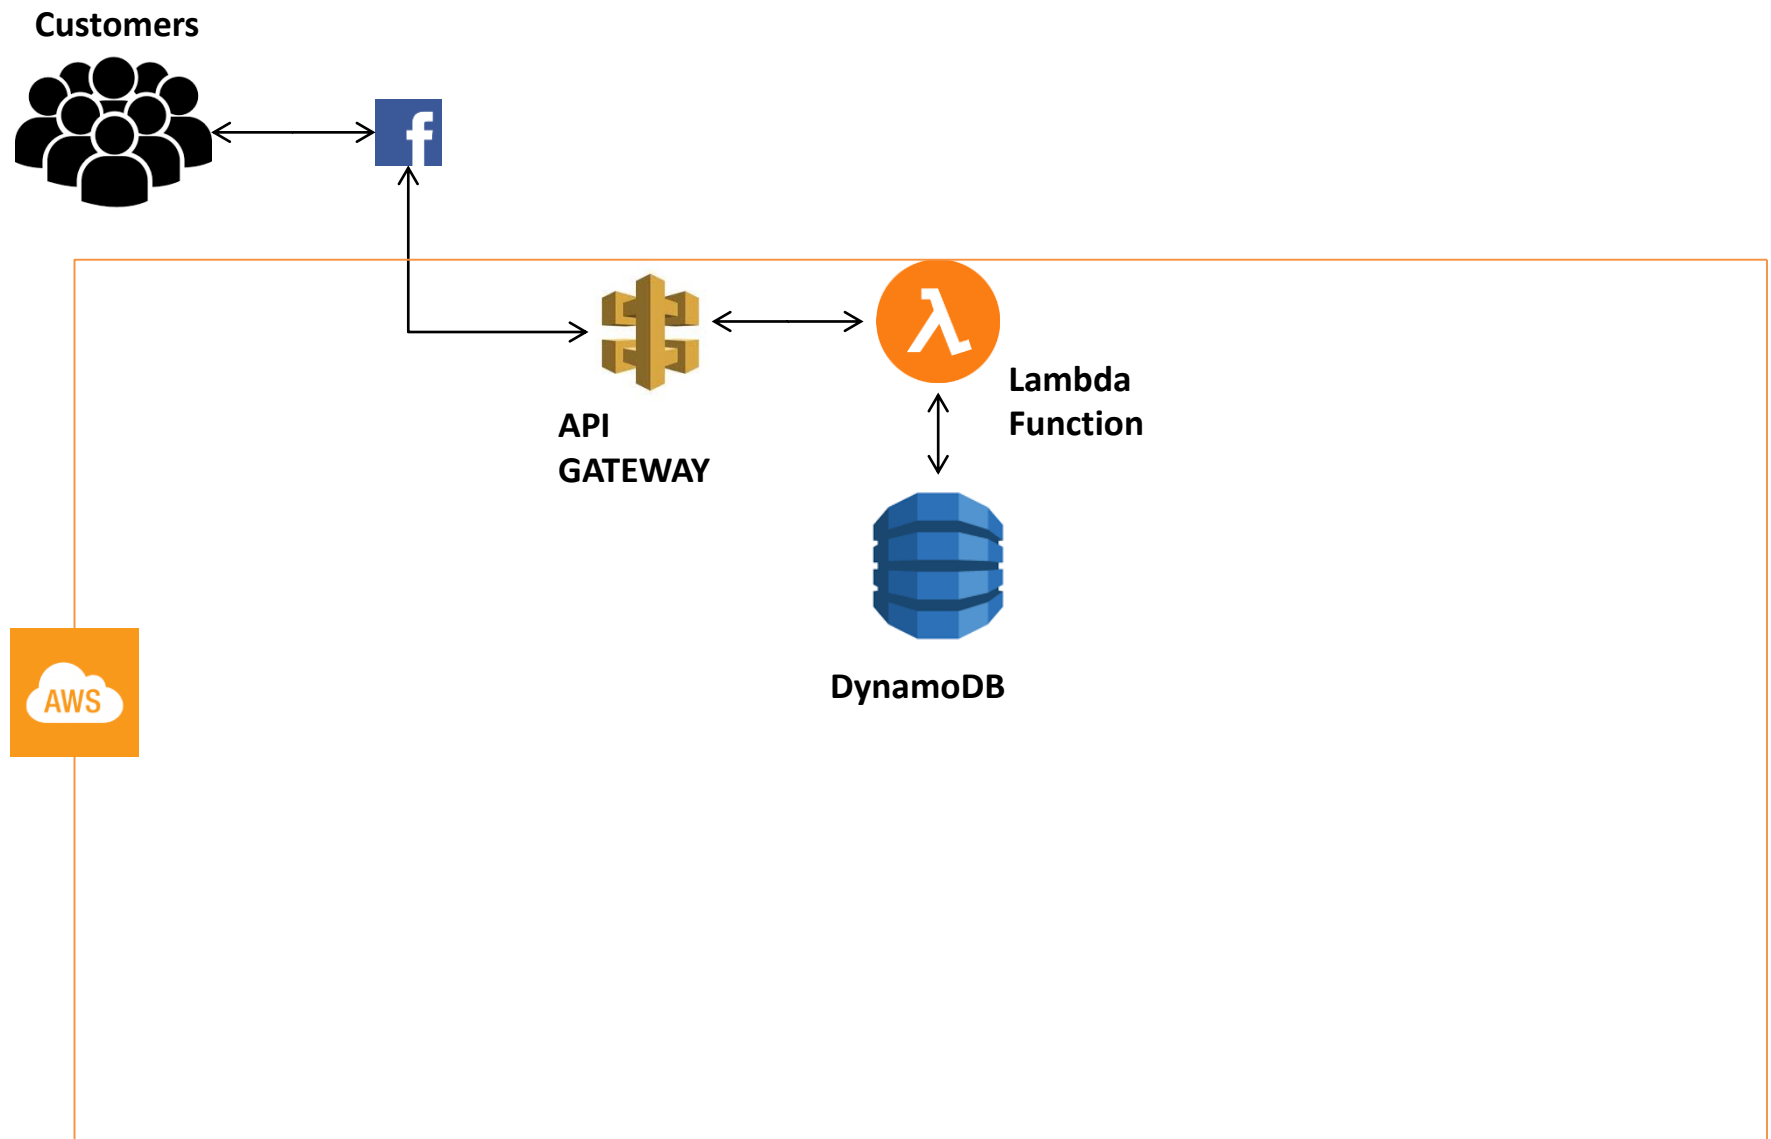 Customers
f
API
GATEWAY
λ
Lambda
Function
AWS
DynamoDB